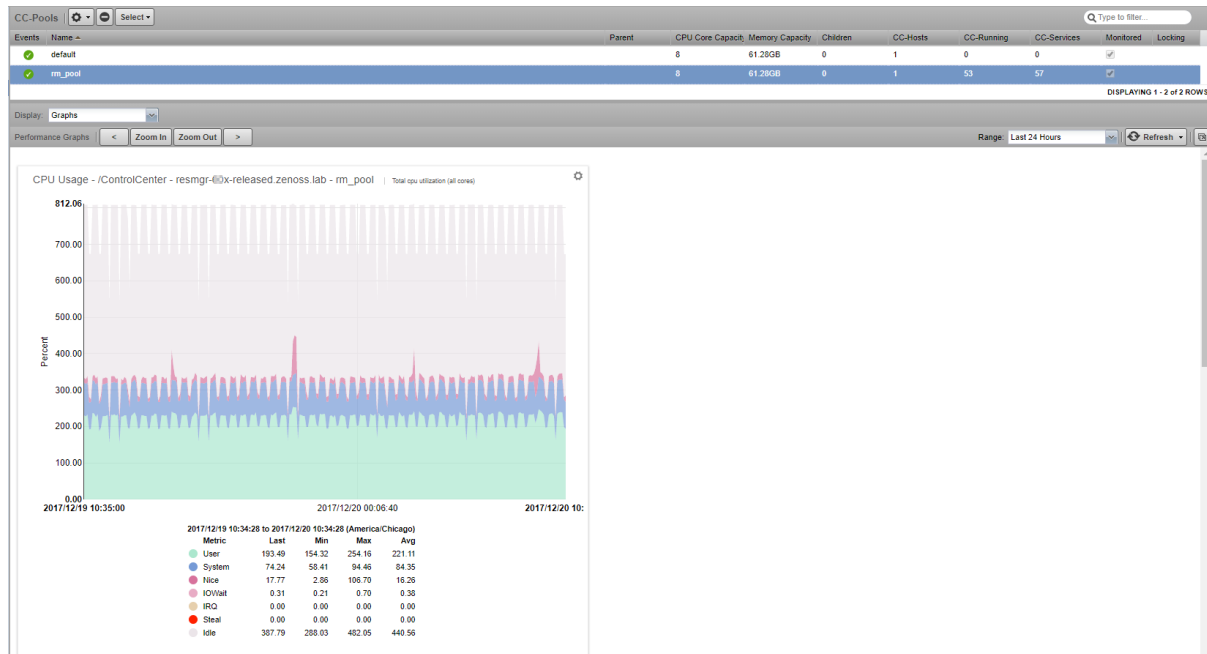 CC-Pools Select Type to filter...
Events Name Parent CPU Core Capacity Memory Capacity Children CC-Hosts CC-Running CC-Services Monitored Locking
default 8 61.28GB 0 1 0 0
rm_pool 8 61.28GB 0 1 53 57
DISPLAYING 1 - 2 of 2 ROWS
Display: Graphs
Performance Graphs < Zoom In Zoom Out > Range: Last 24 Hours Refresh
CPU Usage - /ControlCenter - resmgr-x-released.zenoss.lab - rm_pool | Total cpu utilization (all cores)
812.06
700.00
600.00
500.00
Percent
400.00
300.00
200.00
100.00
0.00
2017/12/19 10:35:00 2017/12/20 00:06:40 2017/12/20 10:
2017/12/19 10:34:28 to 2017/12/20 10:34:28 (America/Chicago)
Metric Last Min Max Avg
User 193.49 154.32 254.16 221.11
System 74.24 58.41 94.46 84.35
Nice 17.77 2.86 106.70 16.26
IOWait 0.31 0.21 0.70 0.38
IRQ 0.00 0.00 0.00 0.00
Steal 0.00 0.00 0.00 0.00
Idle 387.79 288.03 482.05 440.56